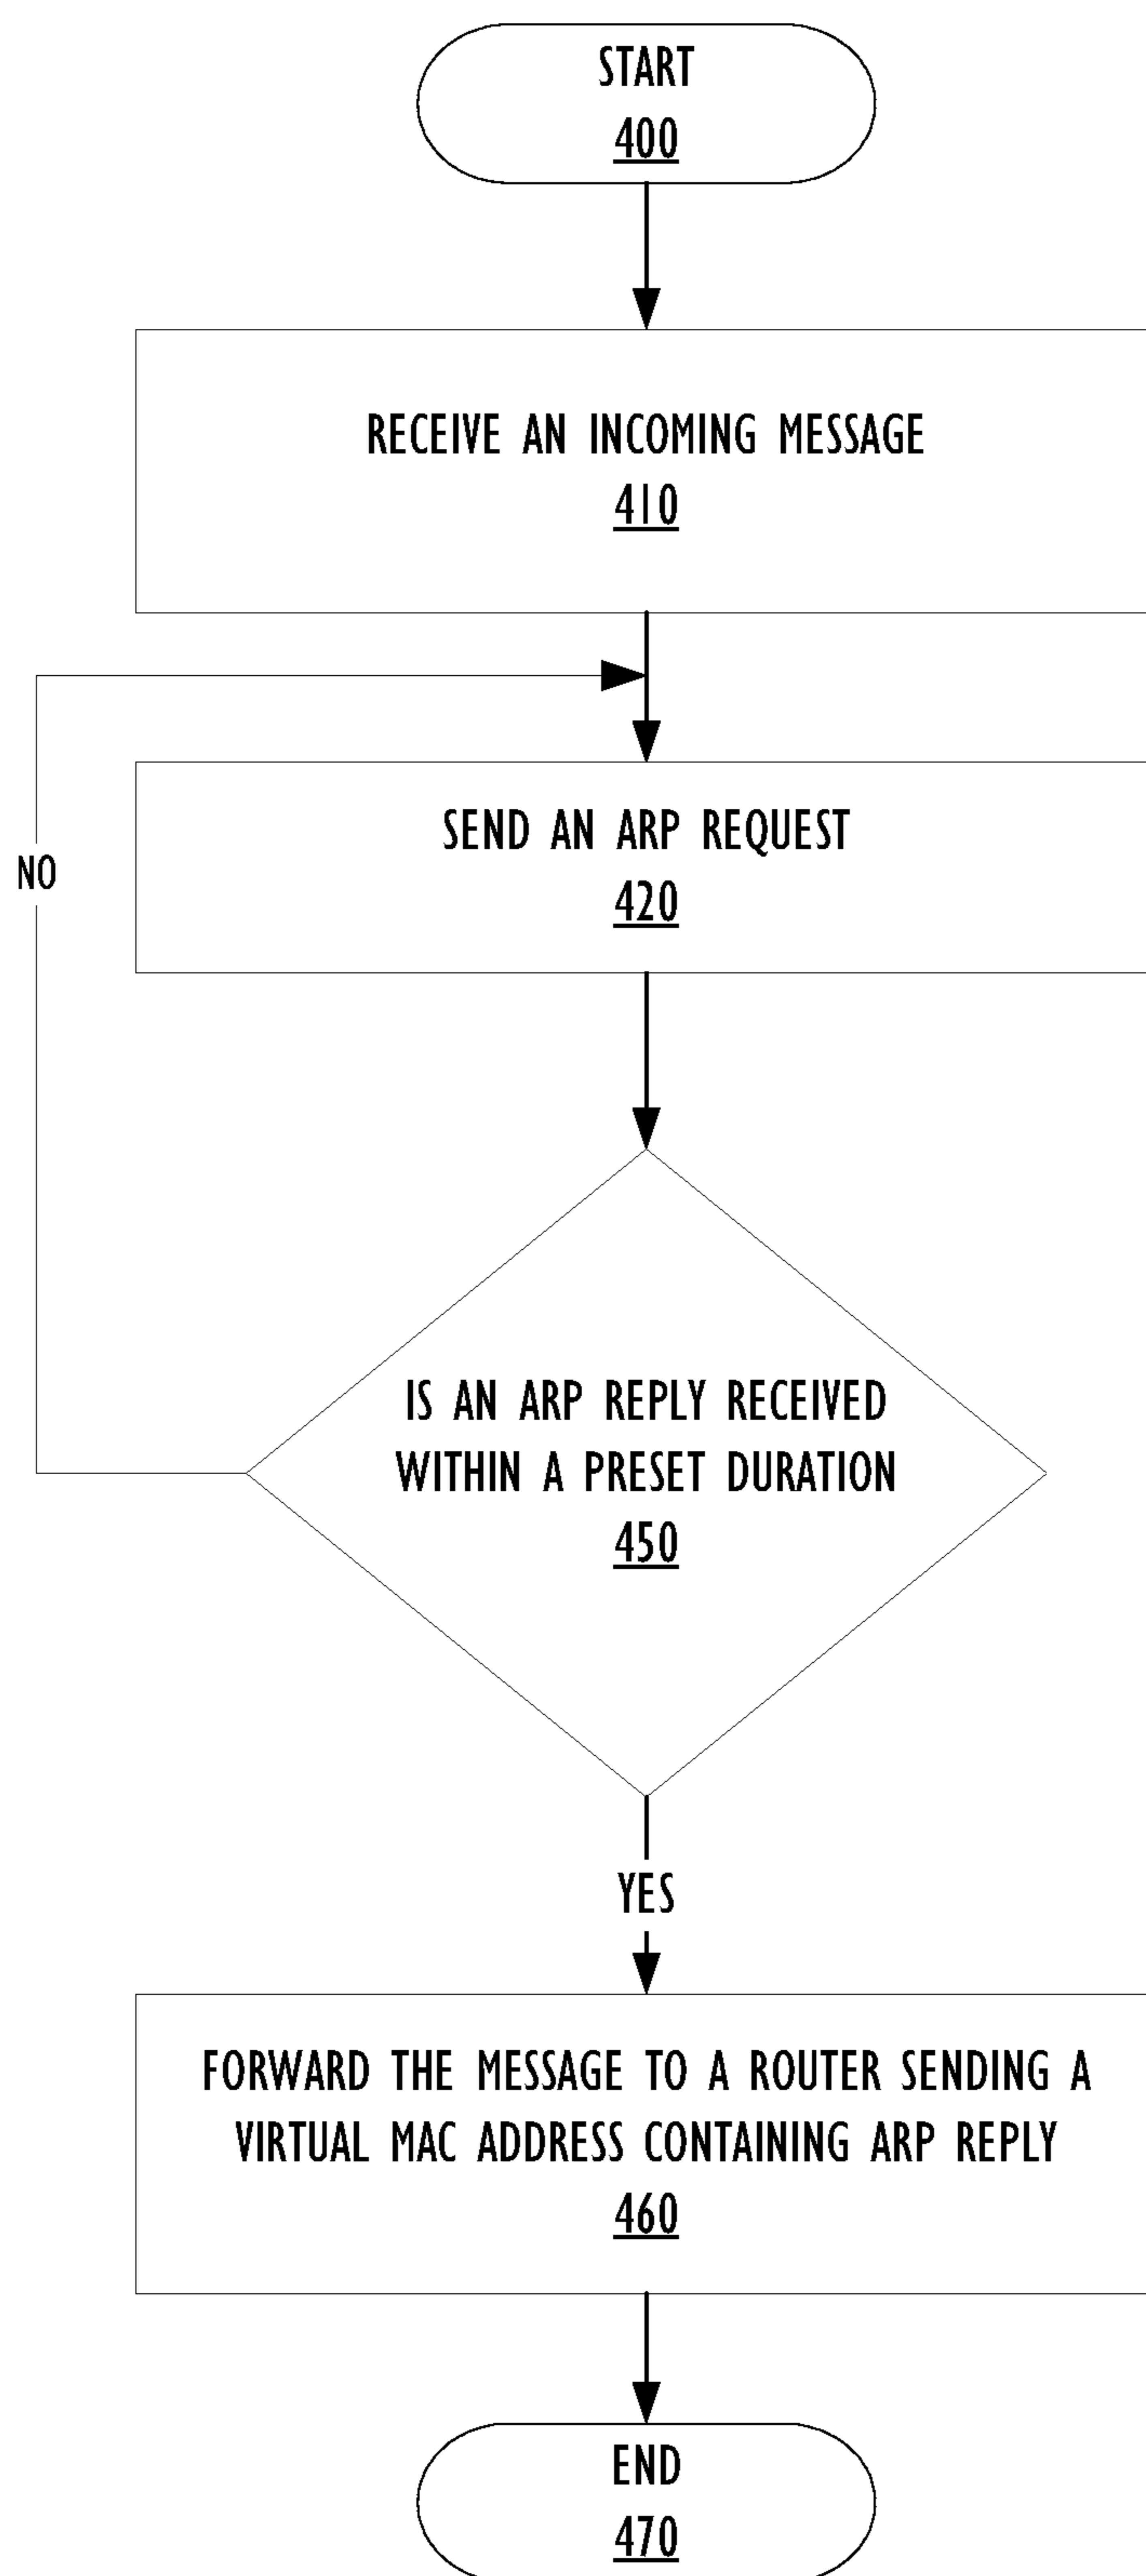 START
400
RECEIVE AN INCOMING MESSAGE
410
SEND AN ARP REQUEST
420
NO
IS AN ARP REPLY RECEIVED
WITHIN A PRESET DURATION
450
YES
FORWARD THE MESSAGE TO A ROUTER SENDING A
VIRTUAL MAC ADDRESS CONTAINING ARP REPLY
460
END
470